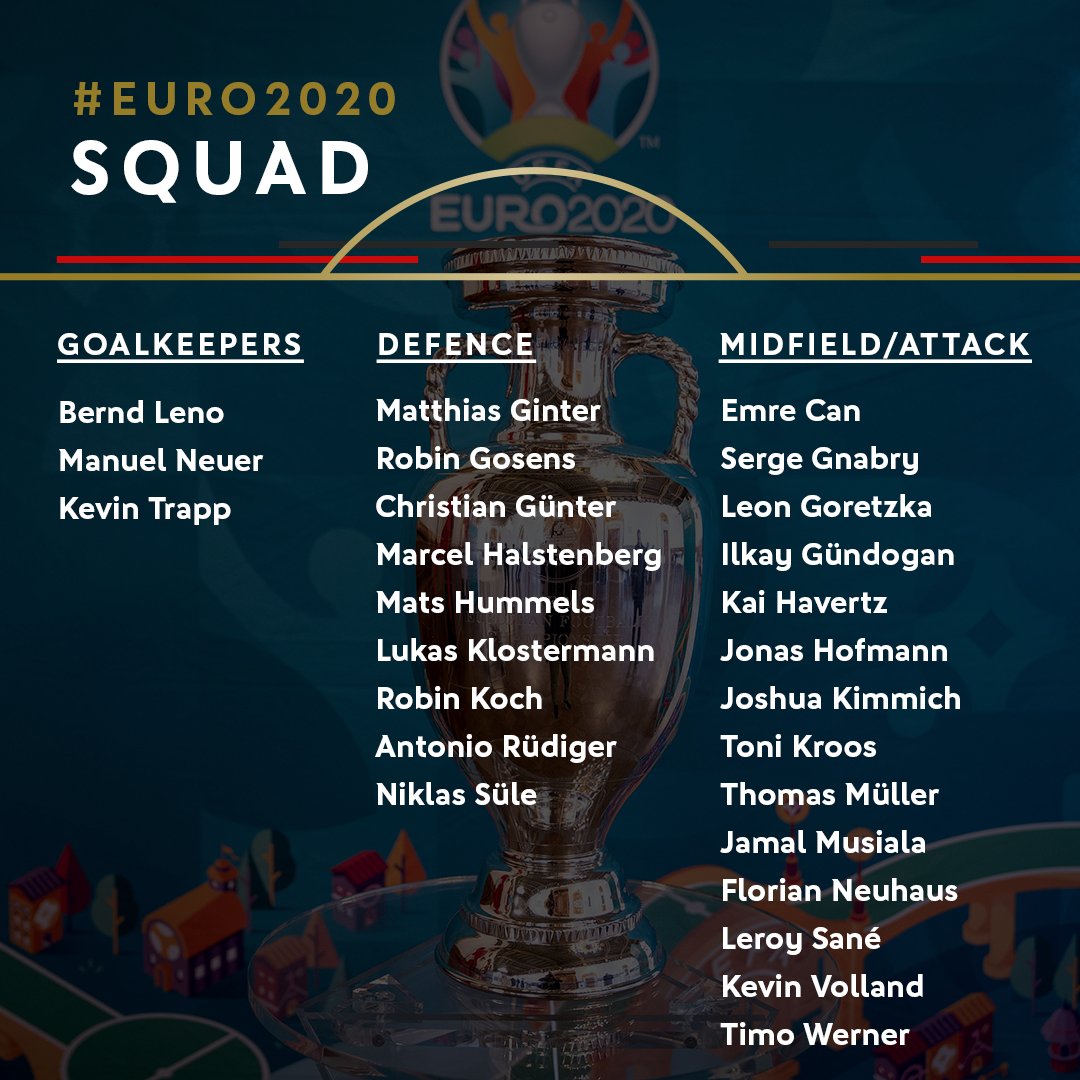 #EURO2020
SQUAD
™
EURO2020
GOALKEEPERS
Bernd Leno
Manuel Neuer
Kevin Trapp
DEFENCE
Matthias Ginter
Robin Gosens
Christian Günter
Marcel Halstenberg
Mats Hummels
Lukas Klostermann
Robin Koch
Antonio Rüdiger
Niklas Süle
MIDFIELD/ATTACK
Emre Can
Serge Gnabry
Leon Goretzka
Ilkay Gündogan
Kai Havertz
Jonas Hofmann
Joshua Kimmich
Toni Kroos
Thomas Müller
Jamal Musiala
Florian Neuhaus
Leroy Sané
Kevin Volland
Timo Werner